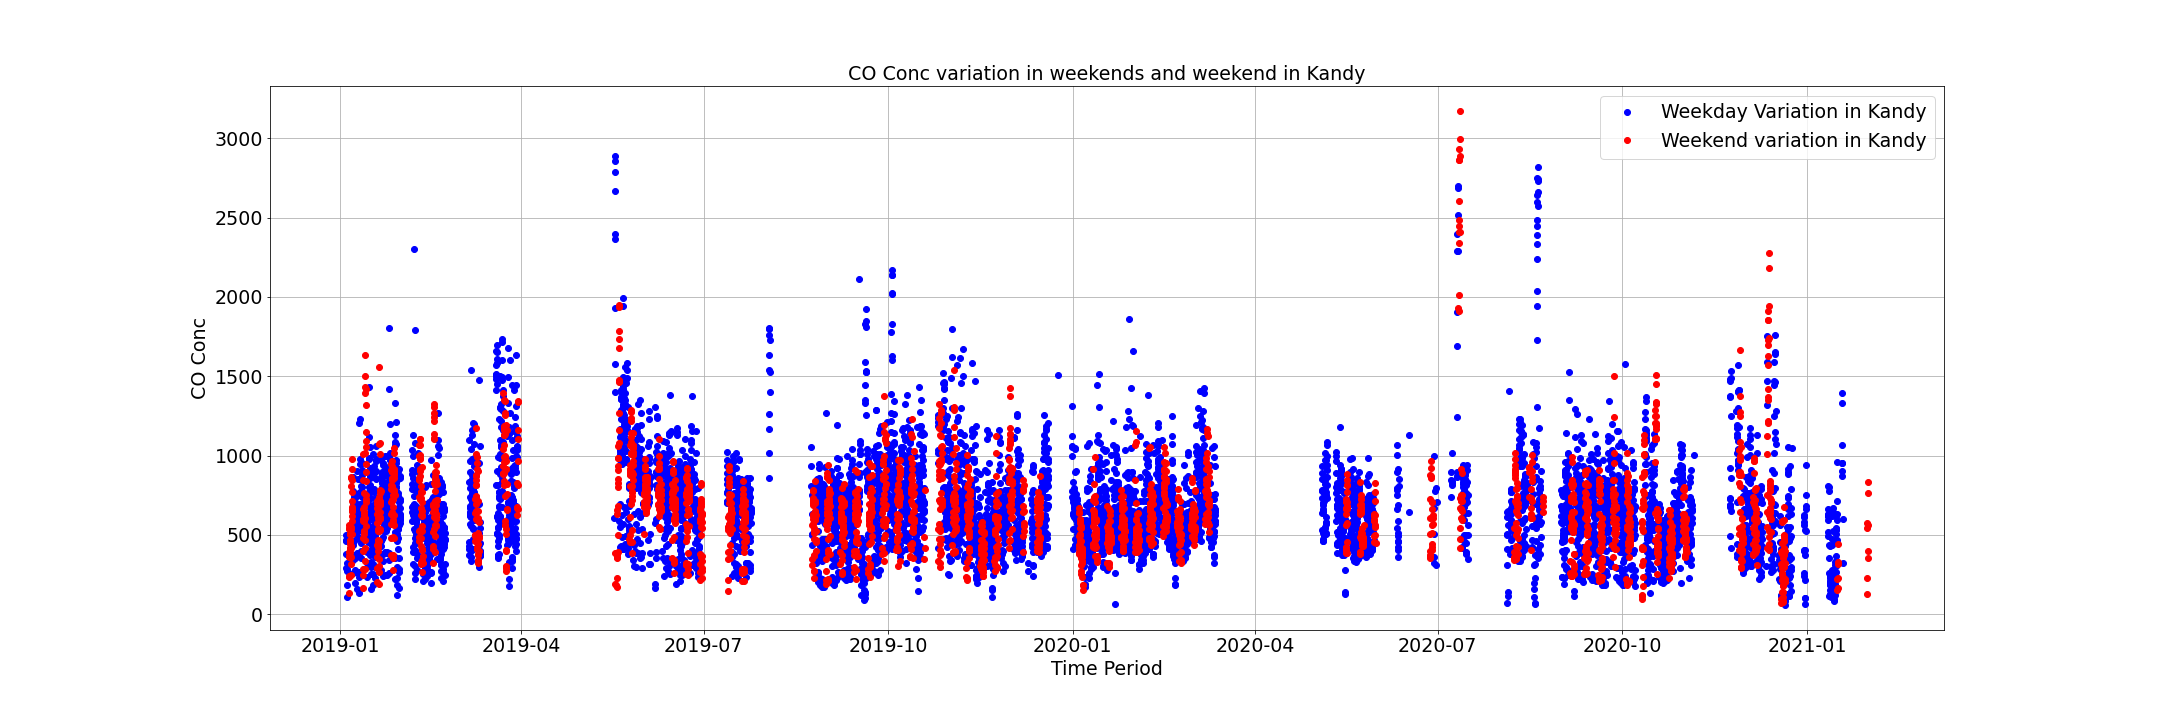 CO Conc variation in weekends and weekend in Kandy
Weekday Variation in Kandy
Weekend variation in Kandy
CO Conc
3000
2500
2000
1500
1000
500
0
2019-01 2019-04 2019-07 2019-10 2020-01 2020-04 2020-07 2020-10 2021-01
Time Period